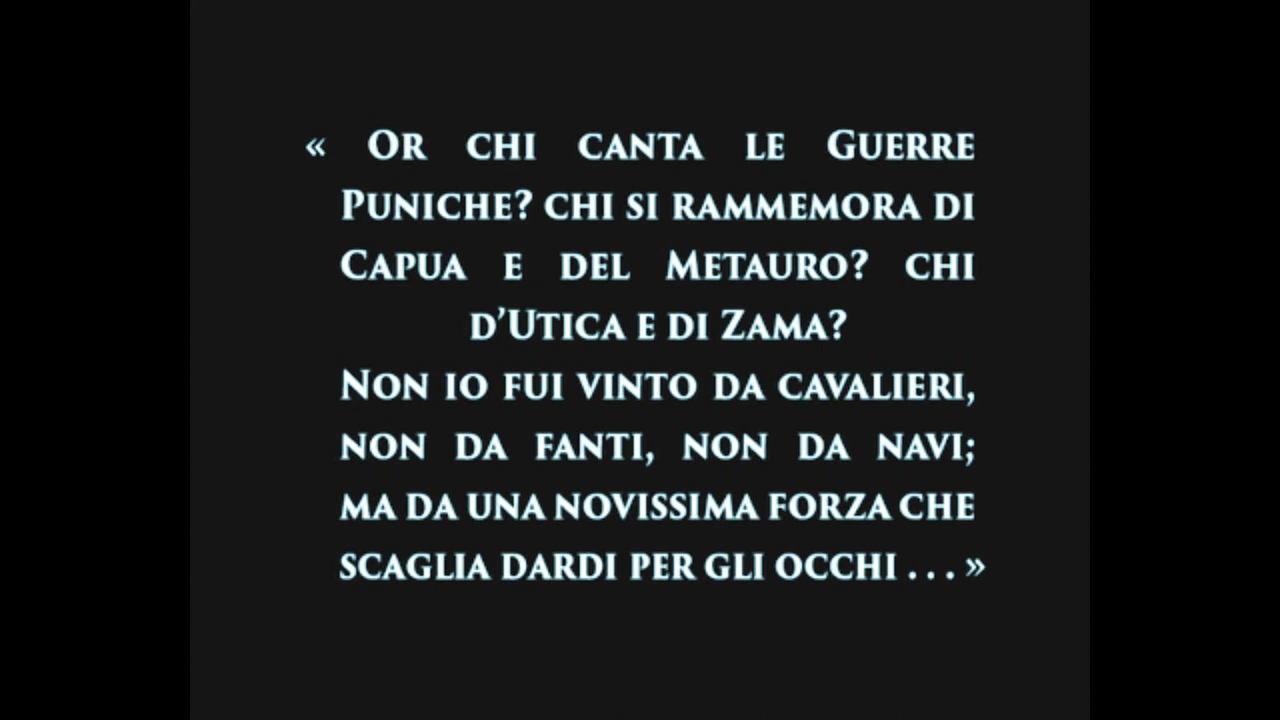 « Or chi canta le Guerre
Puniche? chi si rammemora di
Capua e del Metauro? chi
d’Utica e di Zama?
Non io fui vinto da cavalieri,
non da fanti, non da navi;
ma da una novissima forza che
scaglia dardi per gli occhi . . . »